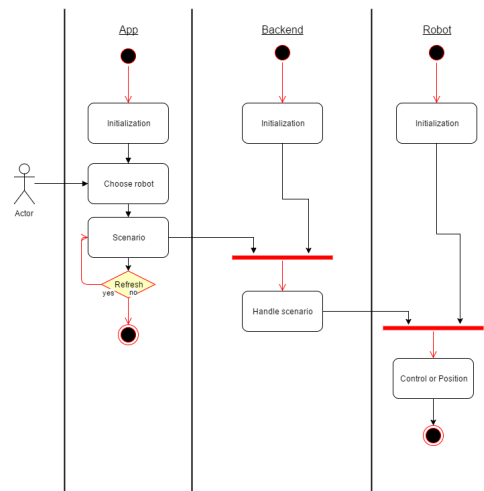 App
Backend
Robot
Initialization
Initialization
Initialization
Choose robot
Actor
Scenario
Refresh
yes
no
Handle scenario
Control or Position